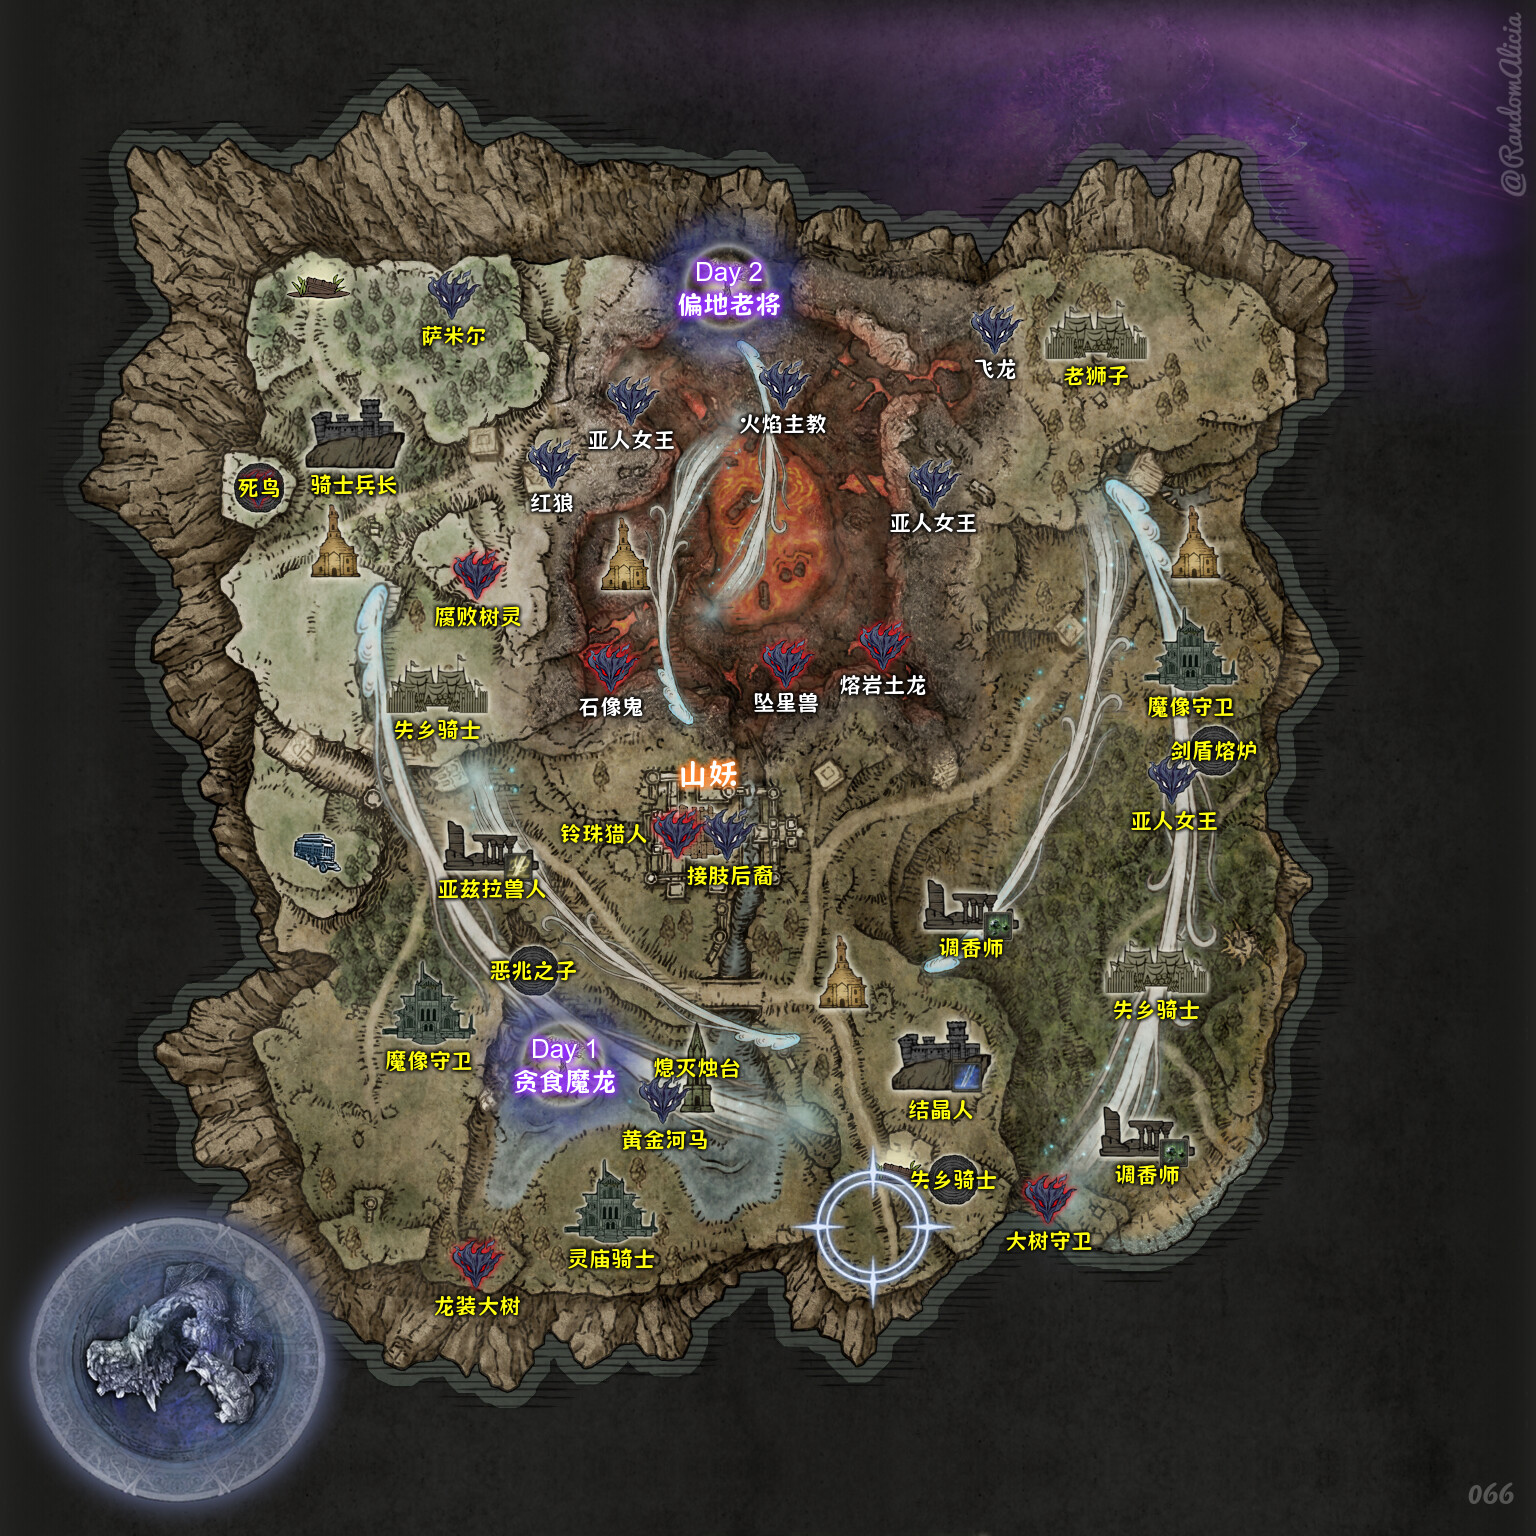 @RandomAlicia
Day 2
偏地老将
萨米尔
飞龙
老狮子
火焰主教
亚人女王
死鸟
骑士兵长
红狼
亚人女王
腐败树灵
石像鬼
坠星兽
熔岩土龙
失乡骑士
魔像守卫
剑盾熔炉
山妖
亚人女王
铃珠猎人
接肢后裔
亚兹拉兽人
调香师
恶兆之子
失乡骑士
Day 1
贪食魔龙
魔像守卫
熄灭烛台
结晶人
黄金河马
失乡骑士
调香师
大树守卫
灵庙骑士
龙装大树
066